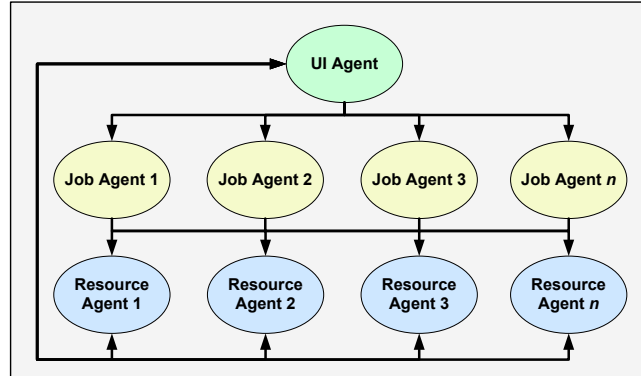 UI Agent
Job Agent 1
Job Agent 2
Job Agent 3
Job Agent n
Resource
Agent 1
Resource
Agent 2
Resource
Agent 3
Resource
Agent n